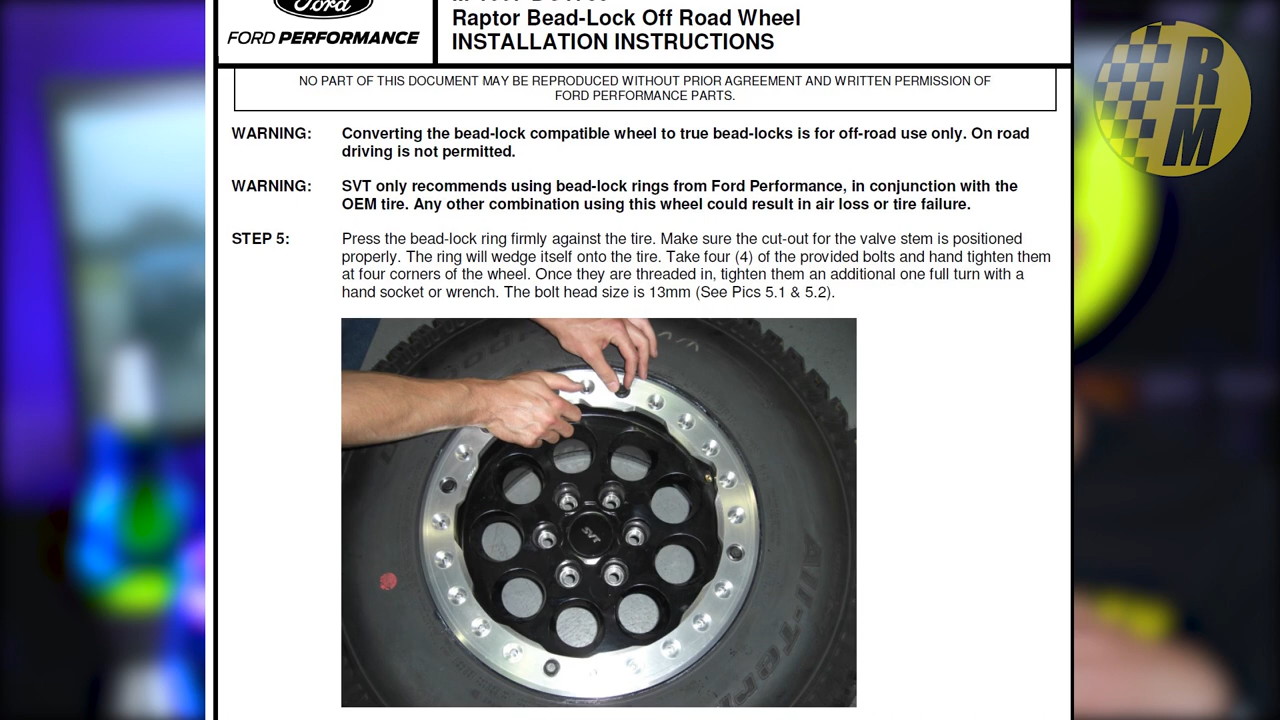 Ford
FORD PERFORMANCE
Raptor Bead-Lock Off Road Wheel
INSTALLATION INSTRUCTIONS
NO PART OF THIS DOCUMENT MAY BE REPRODUCED WITHOUT PRIOR AGREEMENT AND WRITTEN PERMISSION OF
FORD PERFORMANCE PARTS.
WARNING: Converting the bead-lock compatible wheel to true bead-locks is for off-road use only. On road
driving is not permitted.
WARNING: SVT only recommends using bead-lock rings from Ford Performance, in conjunction with the
OEM tire. Any other combination using this wheel could result in air loss or tire failure.
STEP 5: Press the bead-lock ring firmly against the tire. Make sure the cut-out for the valve stem is positioned
properly. The ring will wedge itself onto the tire. Take four (4) of the provided bolts and hand tighten them
at four corners of the wheel. Once they are threaded in, tighten them an additional one full turn with a
hand socket or wrench. The bolt head size is 13mm (See Pics 5.1 & 5.2).
SVT
RM